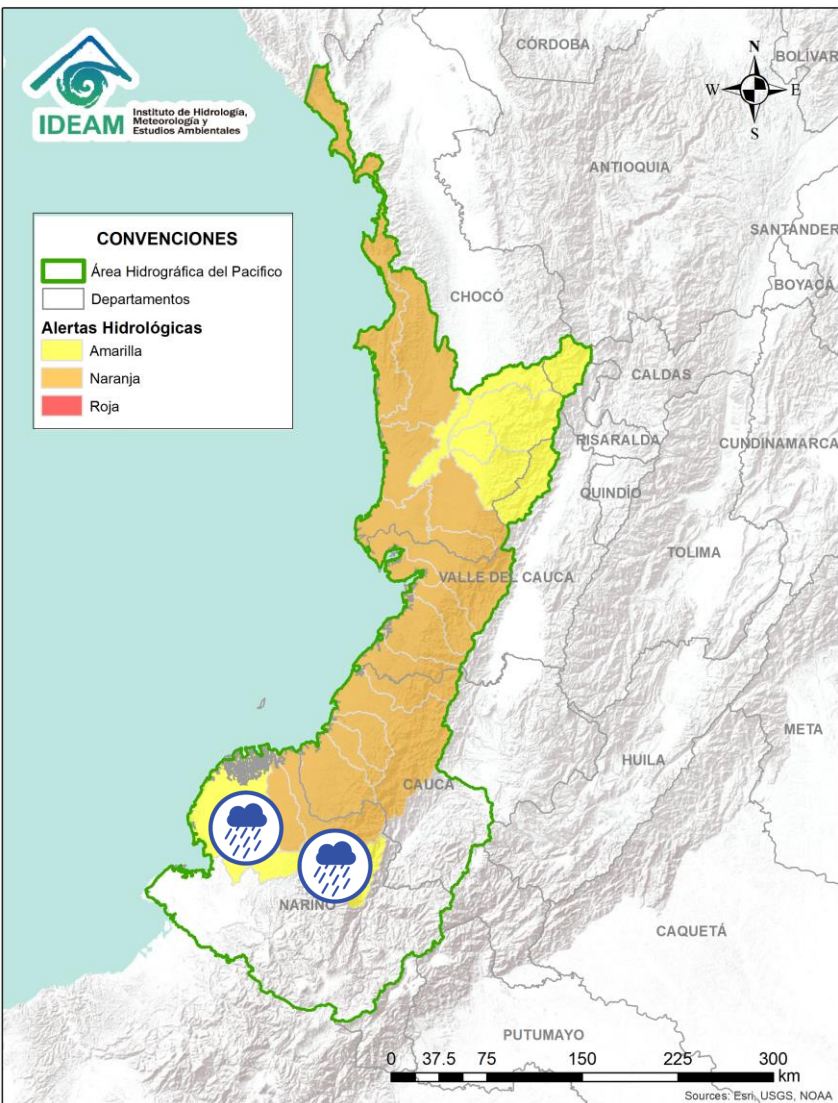 IDEAM
Instituto de Hidrología,
Meteorología y
Estudios Ambientales
CÓRDOBA
BOLÍVAR
N
W
E
S
ANTIOQUIA
SANTANDER
BOYACÁ
CONVENCIONES
Área Hidrográfica del Pacifico
Departamentos
Alertas Hidrológicas
Amarilla
Naranja
Roja
CHOCÓ
CALDAS
RISARALDA
CUNDINAMARCA
QUINDÍO
TOLIMA
VALLE DEL CAUCA
META
HUILA
CAUCA
NARIÑO
CAQUETÁ
PUTUMAYO
0 37.5 75 150 225 300
km
Sources: Esri, USGS, NOAA